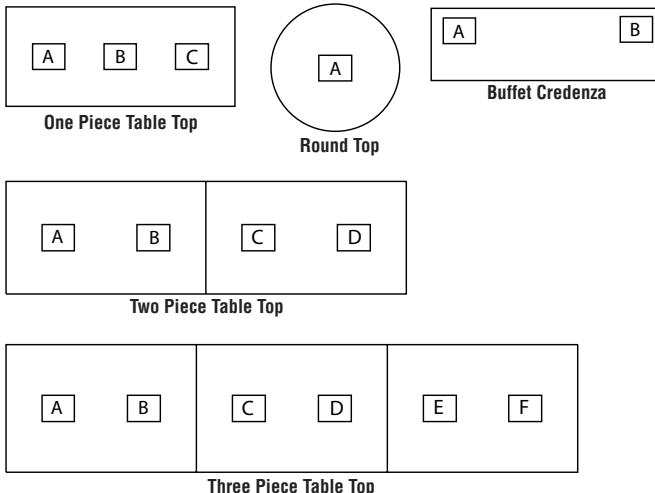 A B C
One Piece Table Top
A
Round Top
A B
Buffet Credenza
A B C D
Two Piece Table Top
A B C D E F
Three Piece Table Top